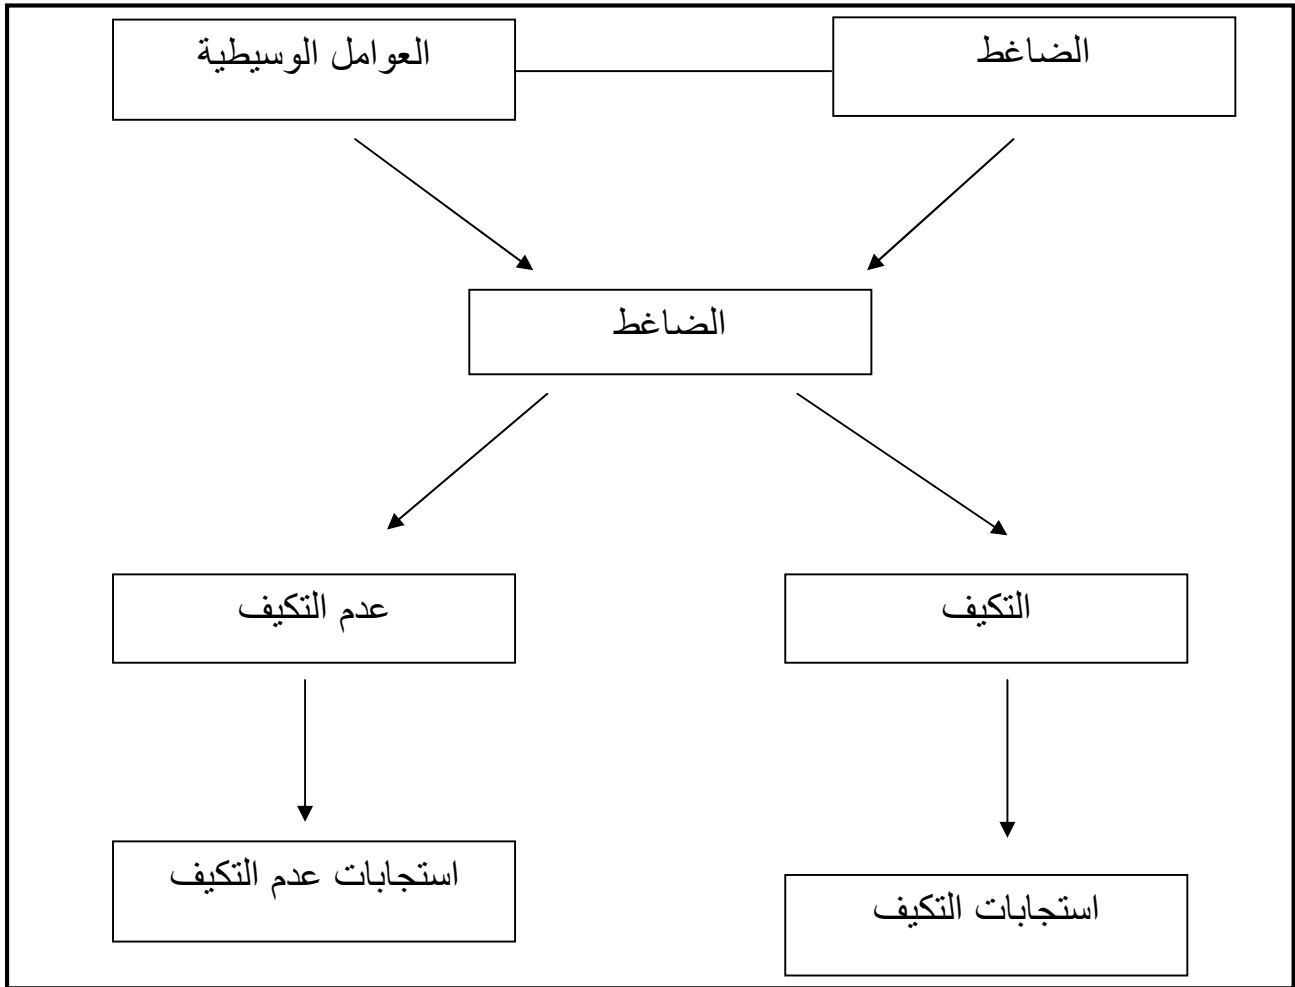 الضاغط
العوامل الوسيطية
الضاغط
التكيف
عدم التكيف
استجابات التكيف
استجابات عدم التكيف